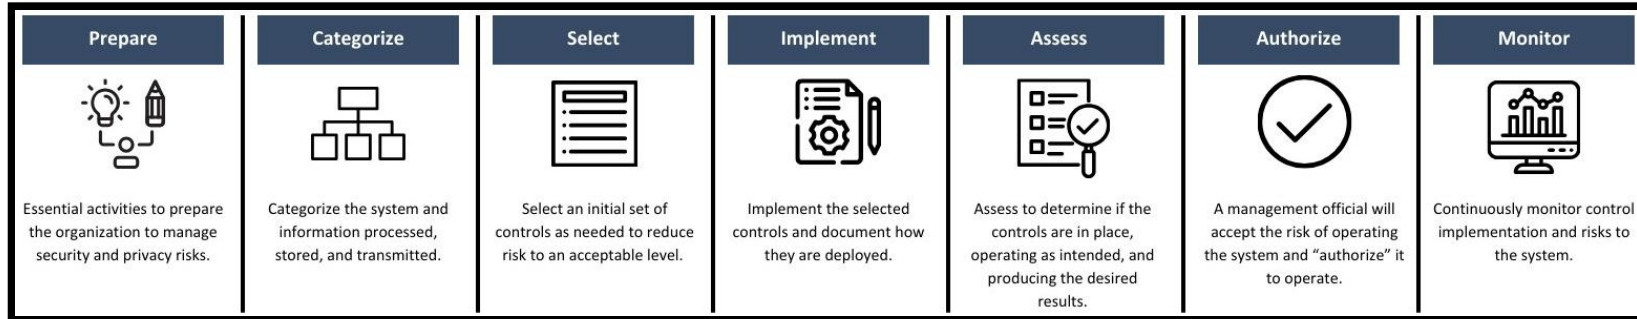 Prepare
Essential activities to prepare
the organization to manage
security and privacy risks.
Categorize
Categorize the system and
information processed,
stored, and transmitted.
Select
Select an initial set of
controls as needed to reduce
risk to an acceptable level.
Implement
Implement the selected
controls and document how
they are deployed.
Assess
Assess to determine if the
controls are in place,
operating as intended, and
producing the desired
results.
Authorize
A management official will
accept the risk of operating
the system and “authorize” it
to operate.
Monitor
Continuously monitor control
implementation and risks to
the system.